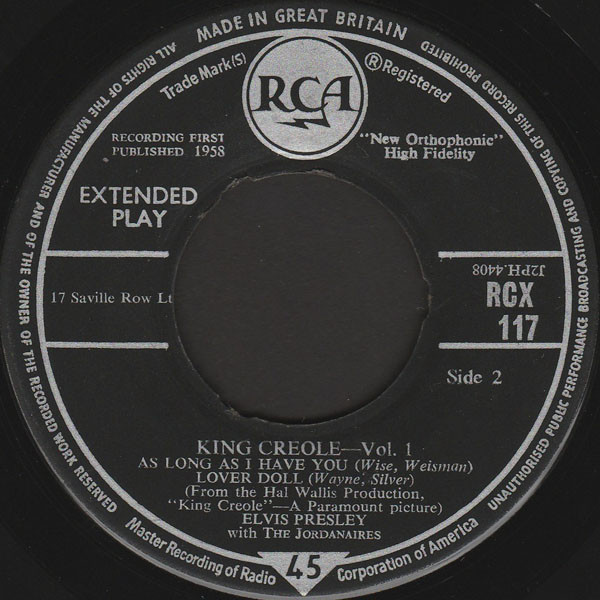 MADE IN GREAT BRITAIN
ALL RIGHTS OF THE MANUFACTURER AND OF THE OWNER OF THE RECORDED WORK RESERVED
UNAUTHORISED PUBLIC PERFORMANCE BROADCASTING AND COPYING OF THIS RECORD PROHIBITED
Trade Mark(s)
®Registered
RCA
RECORDING FIRST
PUBLISHED 1958
"New Orthophonic"
High Fidelity
EXTENDED
PLAY
J2PH.4408
17 Saville Row Lt
RCX
117
Side 2
KING CREOLE—Vol. 1
AS LONG AS I HAVE YOU (Wise, Weisman)
LOVER DOLL (Wayne, Silver)
(From the Hal Wallis Production,
"King Creole"—A Paramount picture)
ELVIS PRESLEY
with THE JORDANAIRES
Master Recording of Radio Corporation of America
45